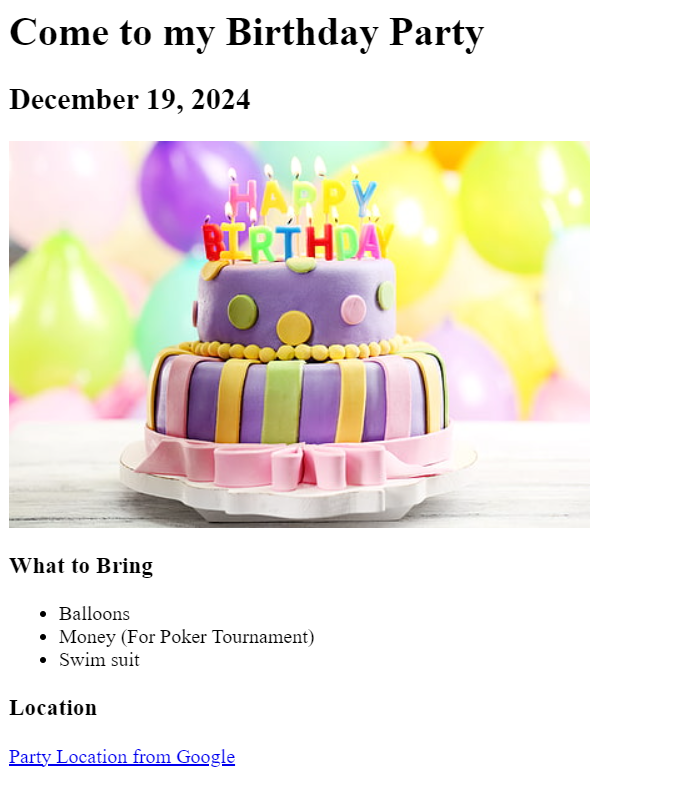 Come to my Birthday Party
December 19, 2024
HAPPY
BIRTHDAY
What to Bring
Balloons
Money (For Poker Tournament)
Swim suit
Location
Party Location from Google